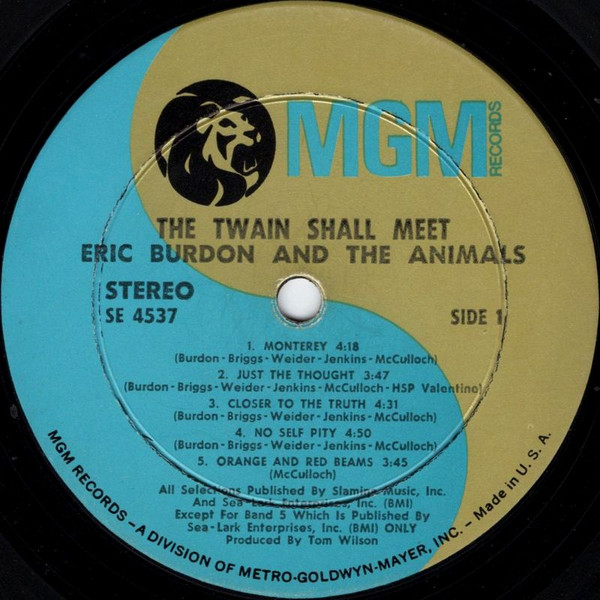 MGM
RECORDS
THE TWAIN SHALL MEET
ERIC BURDON AND THE ANIMALS
STEREO
SE 4537
SIDE 1
1. MONTEREY 4:18
(Burdon-Briggs-Weider-Jenkins-McCulloch)
2. JUST THE THOUGHT 3:47
(Burdon-Briggs-Weider-Jenkins-McCulloch-HSP Valentino)
3. CLOSER TO THE TRUTH 4:31
(Burdon-Briggs-Weider-Jenkins-McCulloch)
4. NO SELF PITY 4:50
(Burdon-Briggs-Weider-Jenkins-McCulloch)
5. ORANGE AND RED BEAMS 3:45
(McCulloch)
All Selections Published By Slamina Music, Inc.
And Sea-Lark Enterprises, Inc. (BMI)
Except For Band 5 Which Is Published By
Sea-Lark Enterprises, Inc. (BMI) ONLY
Produced By Tom Wilson
MGM RECORDS – A DIVISION OF METRO-GOLDWYN-MAYER, INC. – Made in U.S.A.